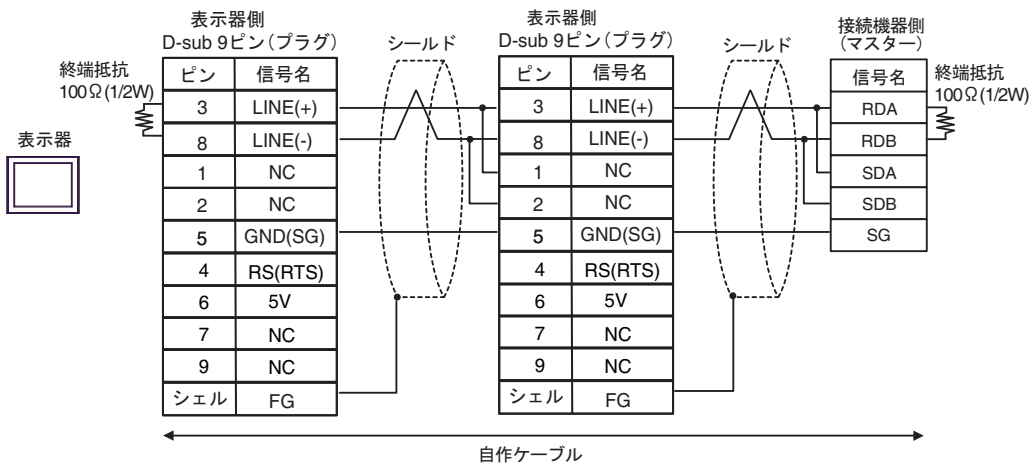 表示器側
D-sub 9ピン(プラグ)
シールド
表示器側
D-sub 9ピン(プラグ)
シールド
接続機器側
(マスター)
終端抵抗
100Ω(1/2W)
終端抵抗
100Ω(1/2W)
表示器
ピン 信号名
3 LINE(+)
8 LINE(-)
1 NC
2 NC
5 GND(SG)
4 RS(RTS)
6 5V
7 NC
9 NC
シェル FG
ピン 信号名
3 LINE(+)
8 LINE(-)
1 NC
2 NC
5 GND(SG)
4 RS(RTS)
6 5V
7 NC
9 NC
シェル FG
信号名
RDA
RDB
SDA
SDB
SG
自作ケーブル